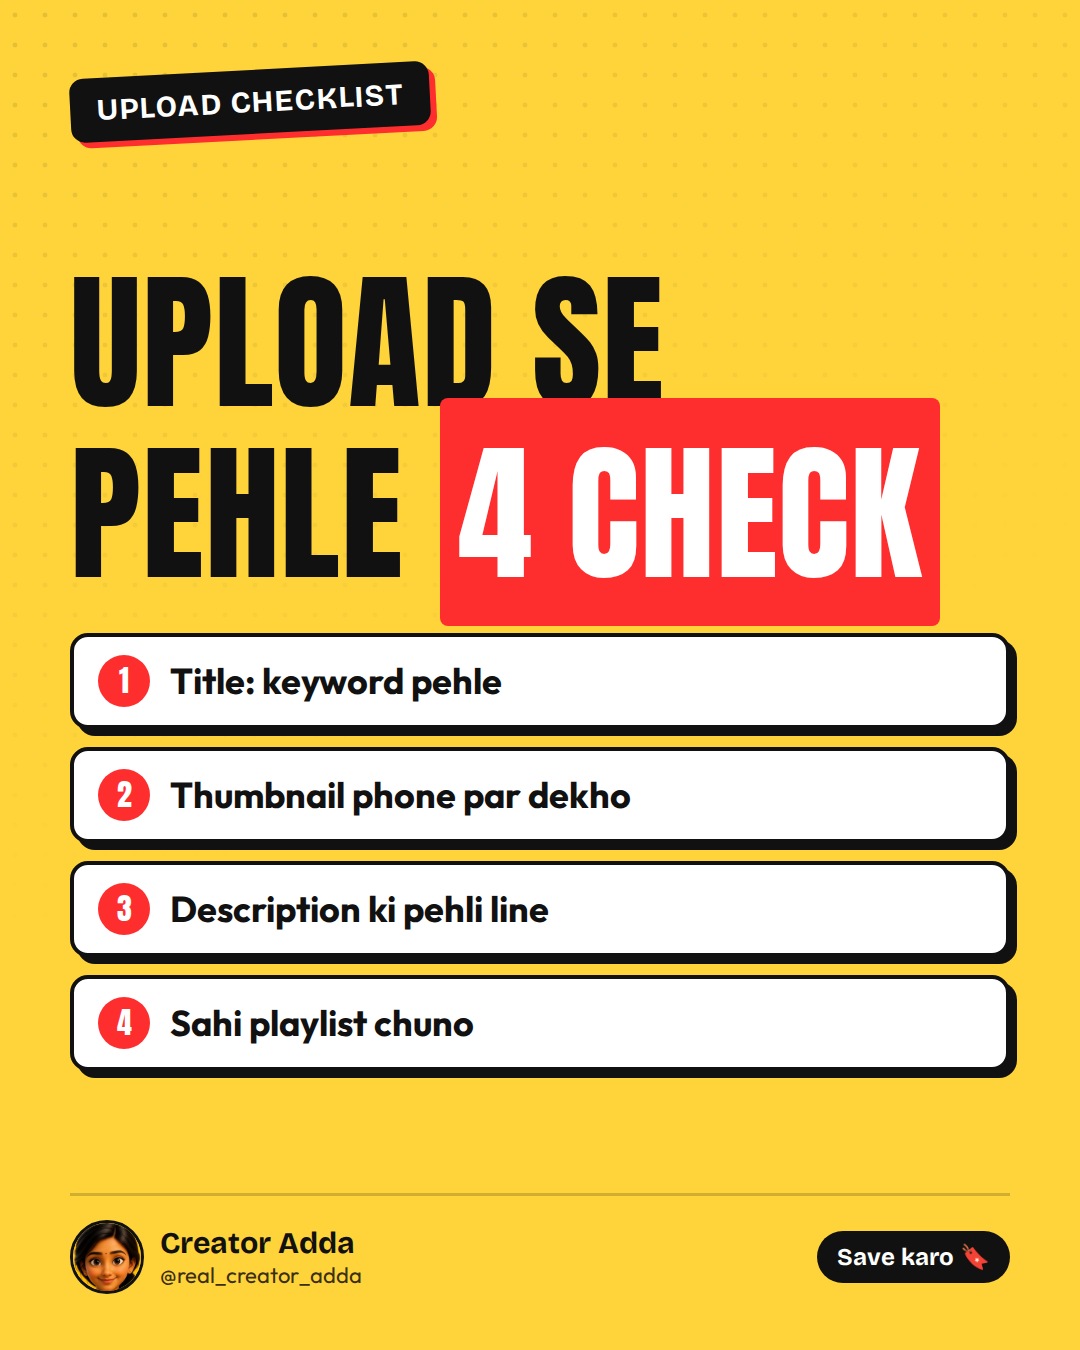 UPLOAD CHECKLIST
UPLOAD SE
PEHLE 4 CHECK
1 Title: keyword pehle
2 Thumbnail phone par dekho
3 Description ki pehli line
4 Sahi playlist chuno
Creator Adda
@real_creator_adda
Save karo 🔖